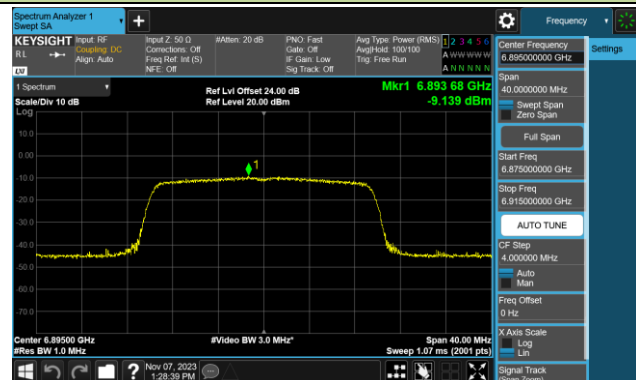 Spectrum Analyzer 1
Swept SA
+
Frequency
KEYSIGHT
RL
LXI
Input: RF
Coupling: DC
Align: Auto
Input Z: 50 Ω
Corrections: Off
Freq Ref: Int (S)
NFE: Off
#Atten: 20 dB
PNO: Fast
Gate: Off
IF Gain: Low
Sig Track: Off
Avg Type: Power (RMS)
Avg|Hold: 100/100
Trig: Free Run
1 2 3 4 5 6
A W W W W W
A N N N N N
1 Spectrum
Scale/Div 10 dB
Log
Ref Lvl Offset 24.00 dB
Ref Level 20.00 dBm
Mkr1 6.893 68 GHz
-9.139 dBm
10.0
0.00
-10.0
-20.0
-30.0
-40.0
-50.0
-60.0
-70.0
1
Center 6.89500 GHz
#Res BW 1.0 MHz
#Video BW 3.0 MHz*
Span 40.00 MHz
Sweep 1.07 ms (2001 pts)
?
Nov 07, 2023
1:28:39 PM
Center Frequency
6.895000000 GHz
Settings
Span
40.0000000 MHz
Swept Span
Zero Span
Full Span
Start Freq
6.875000000 GHz
Stop Freq
6.915000000 GHz
AUTO TUNE
CF Step
4.000000 MHz
Auto
Man
Freq Offset
0 Hz
X Axis Scale
Log
Lin
Signal Track
(Span Zoom)